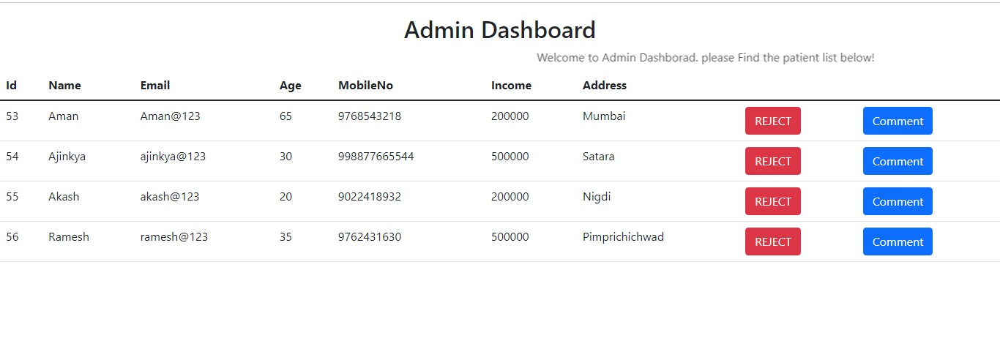 Admin Dashboard
Welcome to Admin Dashborad. please Find the patient list below!
Id Name Email Age MobileNo Income Address
53 Aman Aman@123 65 9768543218 200000 Mumbai REJECT Comment
54 Ajinkya ajinkya@123 30 998877665544 500000 Satara REJECT Comment
55 Akash akash@123 20 9022418932 200000 Nigdi REJECT Comment
56 Ramesh ramesh@123 35 9762431630 500000 Pimprichichwad REJECT Comment